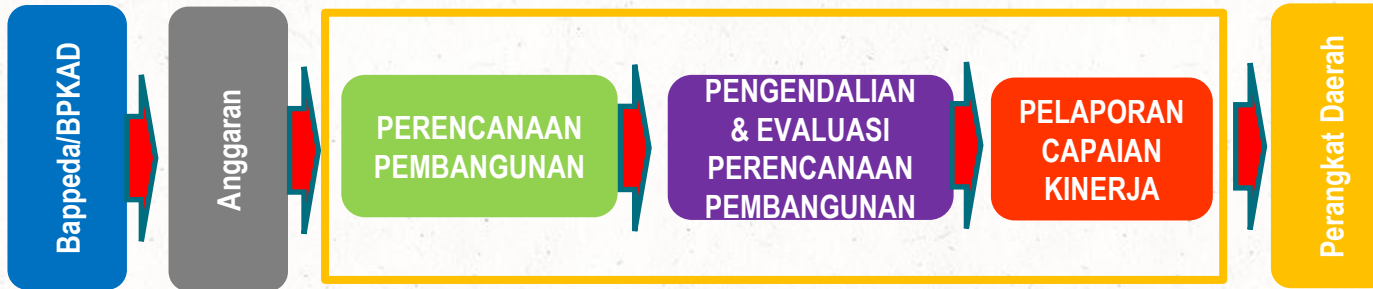 Bappeda/BPKAD
Anggaran
PERENCANAAN
PEMBANGUNAN
PENGENDALIAN
& EVALUASI
PERENCANAAN
PEMBANGUNAN
PELAPORAN
CAPAIAN
KINERJA
Perangkat Daerah